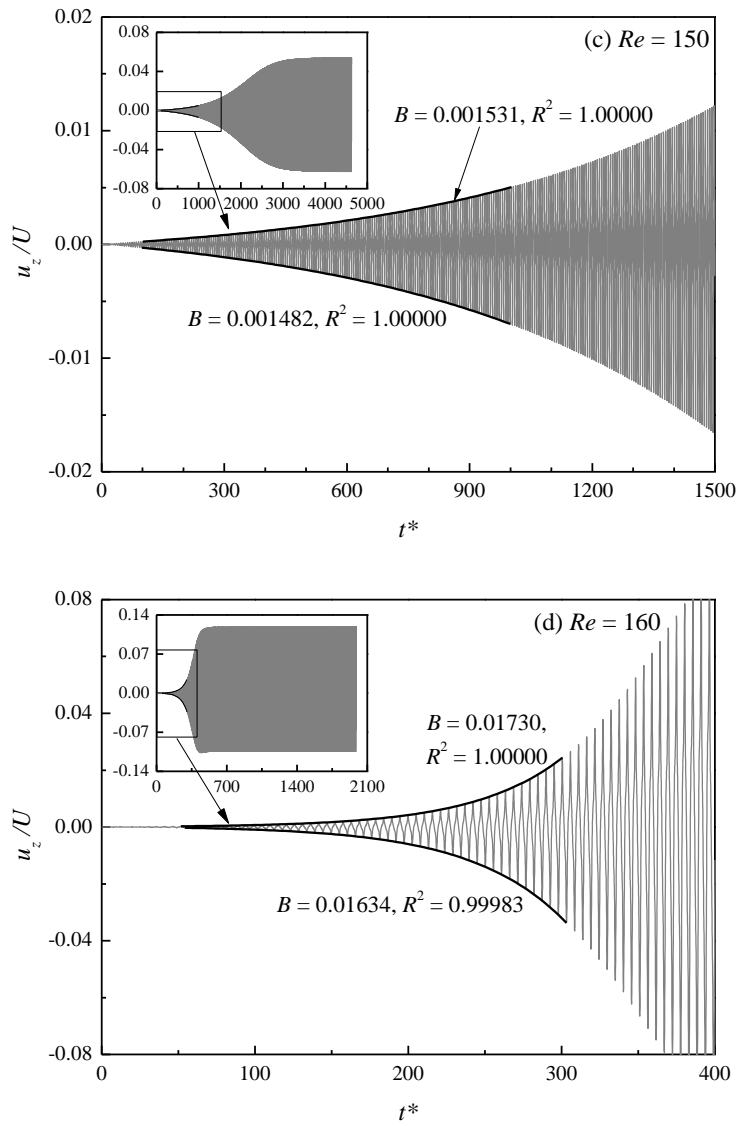 0.02
(c) Re = 150
0.08
0.04
0.00
-0.04
-0.08
0 1000 2000 3000 4000 5000
B = 0.001531, R² = 1.00000
0.01
0.00
u_z/U
B = 0.001482, R² = 1.00000
-0.01
-0.02
0 300 600 900 1200 1500
t*
0.08
(d) Re = 160
0.14
0.07
0.00
-0.07
-0.14
0 700 1400 2100
B = 0.01730,
R² = 1.00000
0.04
0.00
u_z/U
B = 0.01634, R² = 0.99983
-0.04
-0.08
0 50 100 150 200 250 300 350 400
t*